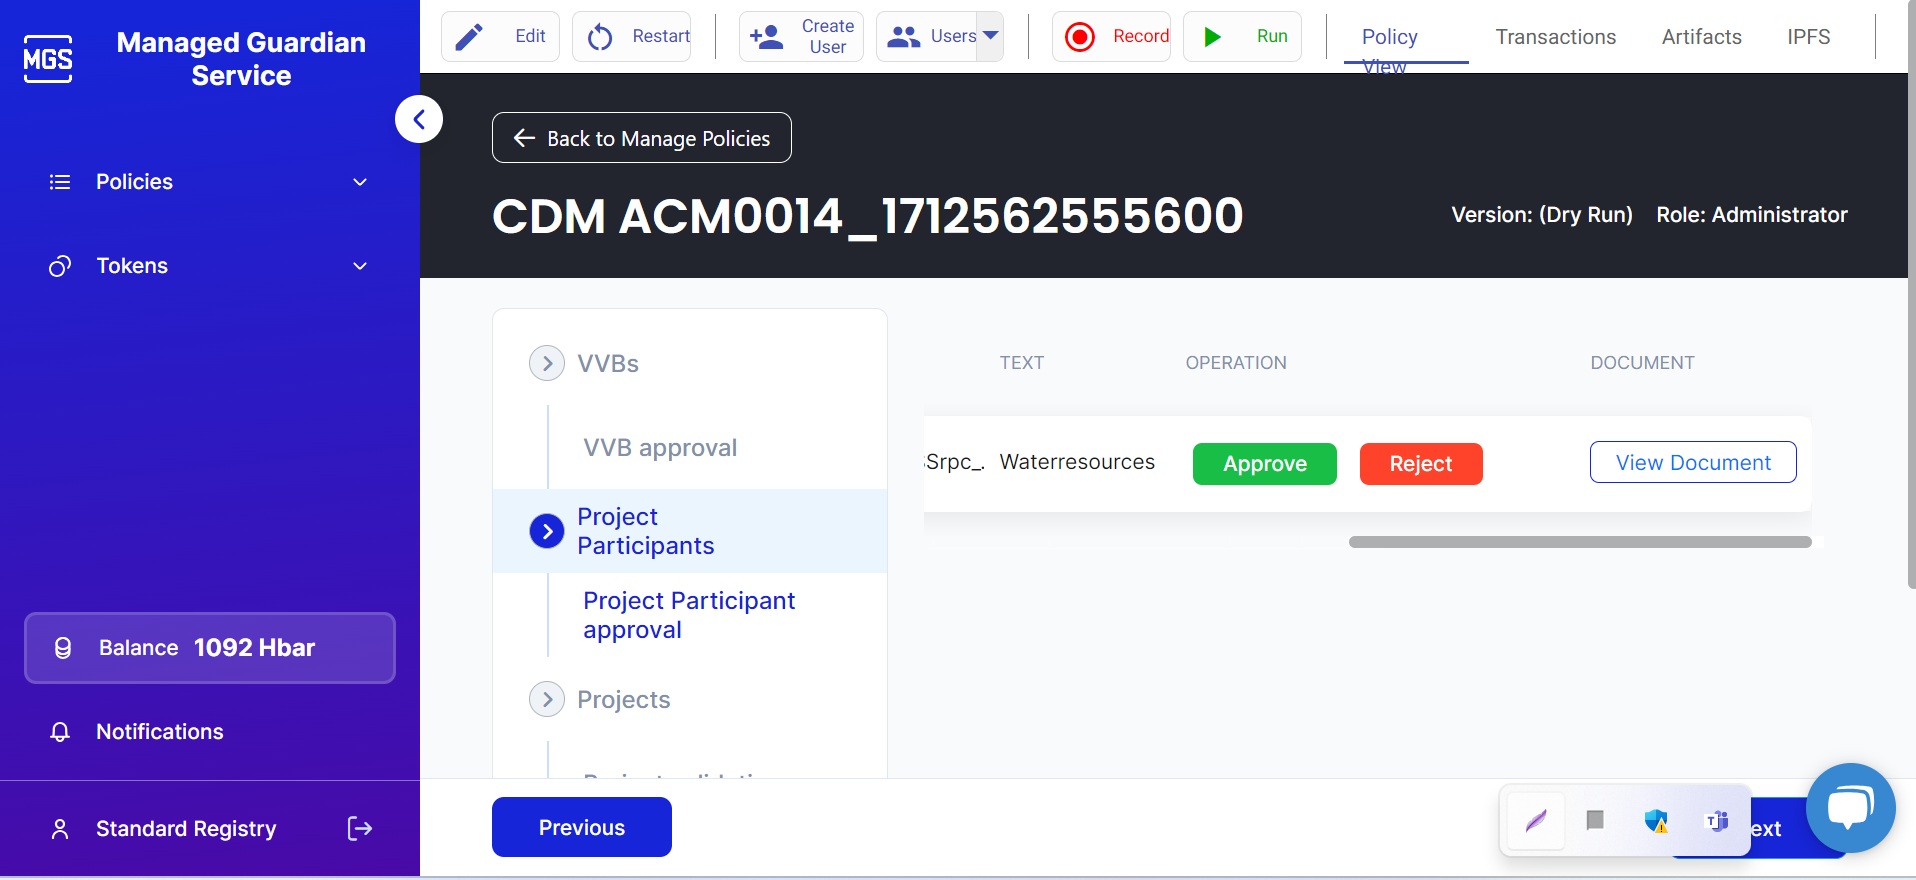 MGS
Managed Guardian
Service
Policies
Tokens
Balance 1092 Hbar
Notifications
Standard Registry
Edit
Restart
Create
User
Users
Record
Run
Policy
View
Transactions
Artifacts
IPFS
Back to Manage Policies
CDM ACM0014_1712562555600
Version: (Dry Run) Role: Administrator
VVBs
VVB approval
Project
Participants
Project Participant
approval
Projects
TEXT OPERATION DOCUMENT
Srpc_. Waterresources Approve Reject View Document
Previous
ext